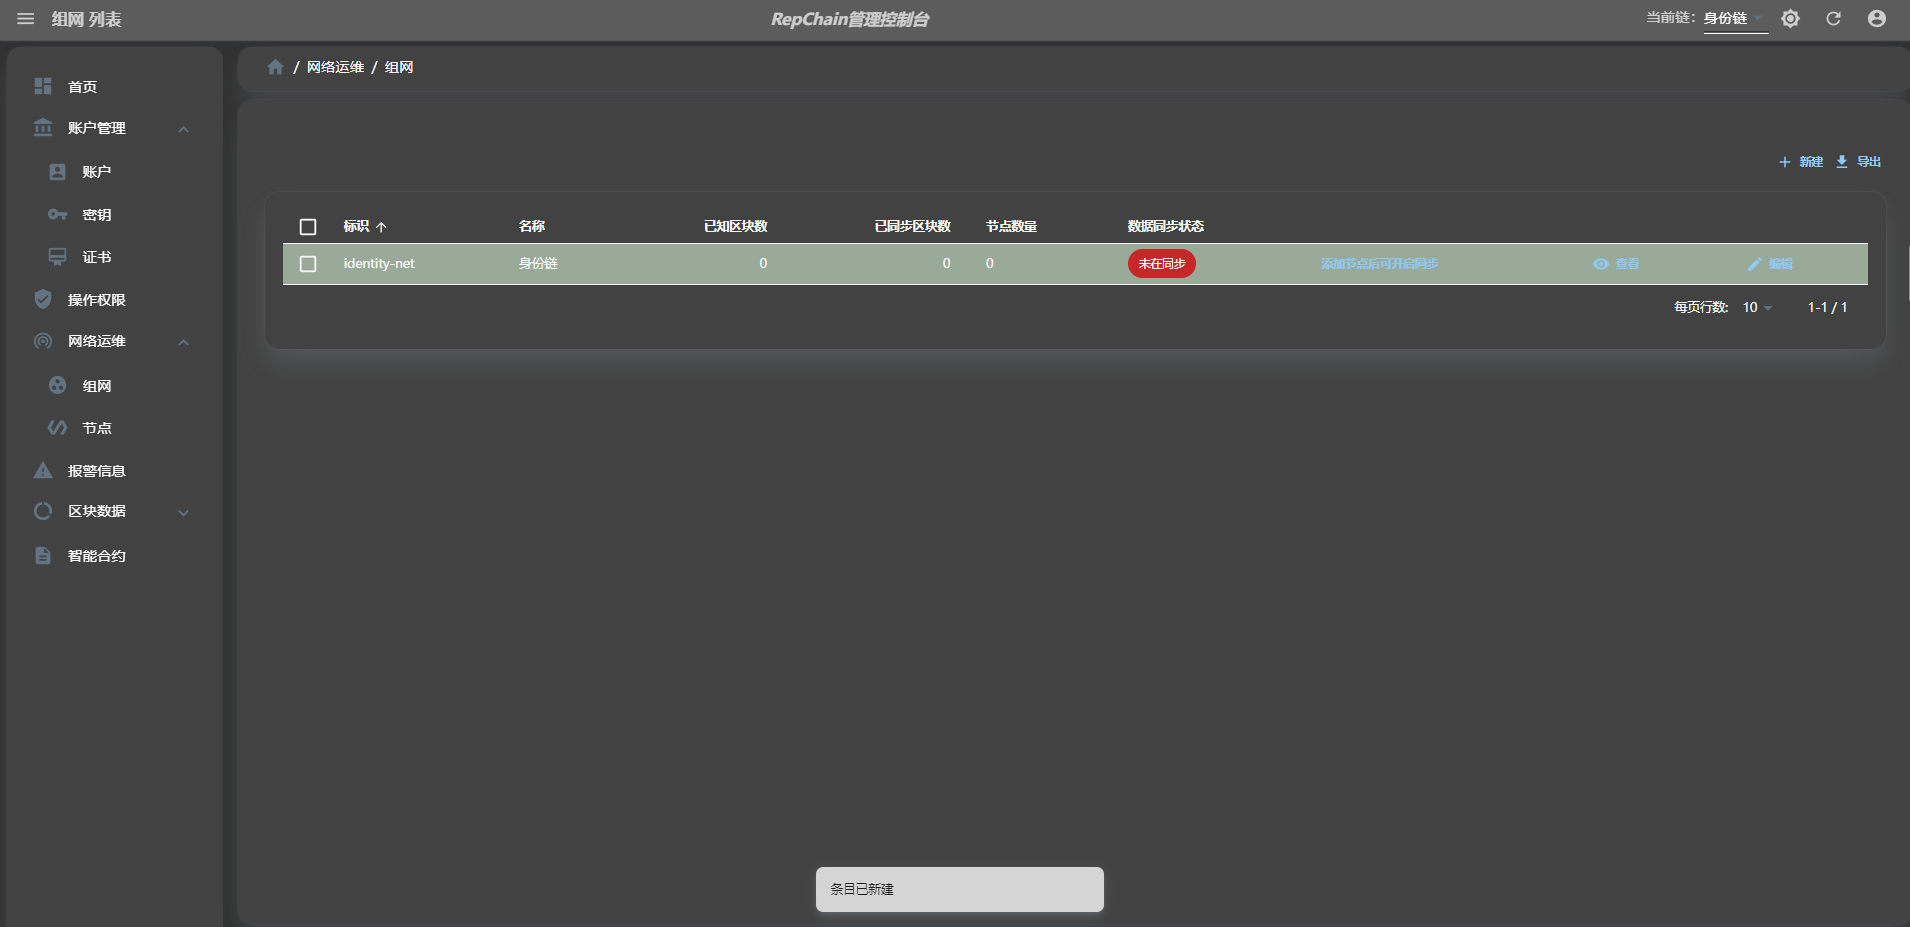 组网 列表
RepChain管理控制台
当前链: 身份链
首页
账户管理
账户
密钥
证书
操作权限
网络运维
组网
节点
报警信息
区块数据
智能合约
/ 网络运维 / 组网
新建 导出
标识 名称 已知区块数 已同步区块数 节点数量 数据同步状态
identity-net 身份链 0 0 0 未在同步 添加节点后可开启同步 查看 编辑
每页行数: 10 1-1 / 1
条目已新建